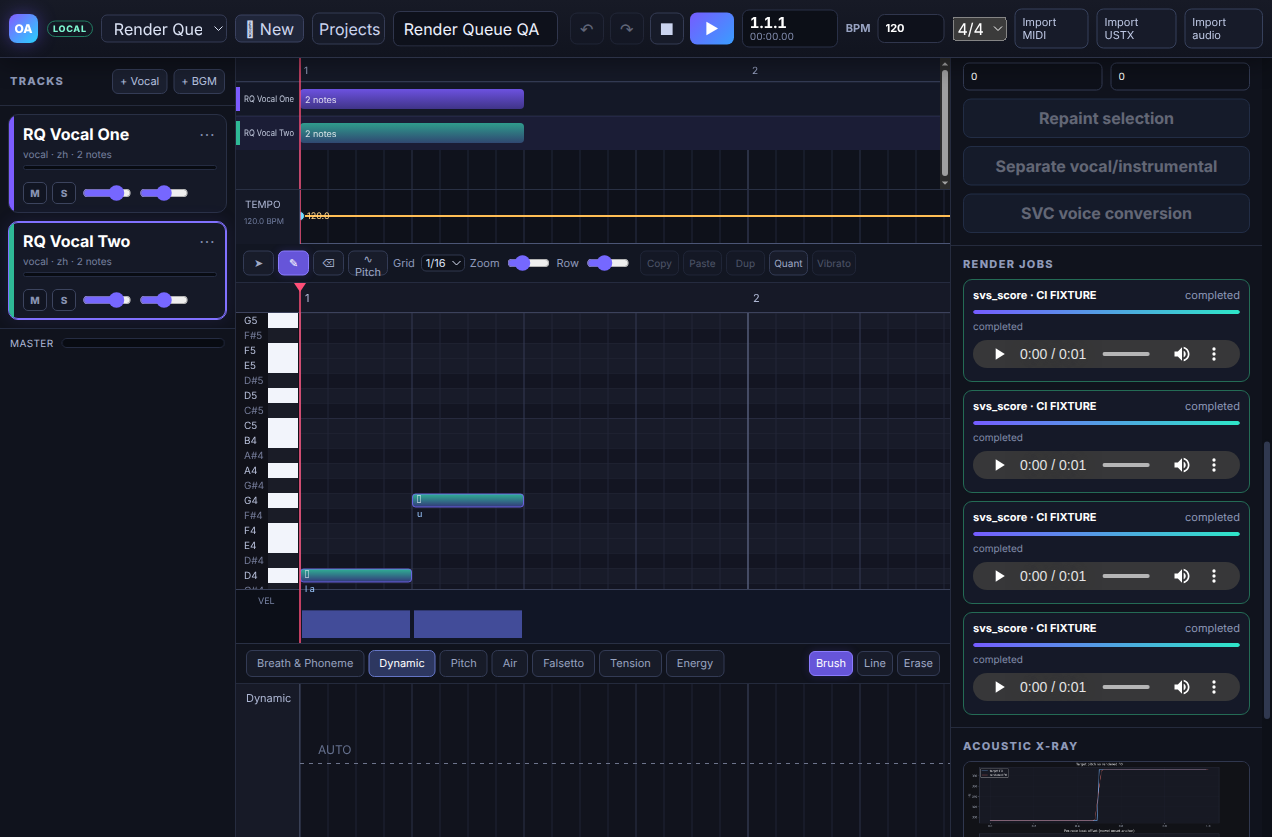 OA LOCAL Render Que New Projects Render Queue QA 1.1.1 00:00.00 BPM 120 4/4 Import MIDI Import USTX Import audio
TRACKS + Vocal + BGM
RQ Vocal One ...
vocal · zh · 2 notes
M S
RQ Vocal Two ...
vocal · zh · 2 notes
M S
MASTER
1 2
RQ Vocal One 2 notes
RQ Vocal Two 2 notes
TEMPO
120.0 BPM 120.0
Pitch Grid 1/16 Zoom Row Copy Paste Dup Quant Vibrato
1 2
G5
F#5
F5
E5
D#5
D5
C#5
C5
B4
A#4
A4
G#4
G4
F#4 u
F4
E4
D#4
D4
l a
VEL
Breath & Phoneme Dynamic Pitch Air Falsetto Tension Energy Brush Line Erase
Dynamic
AUTO
0 0
Repaint selection
Separate vocal/instrumental
SVC voice conversion
RENDER JOBS
svs_score · CI FIXTURE completed
completed
0:00 / 0:01
svs_score · CI FIXTURE completed
completed
0:00 / 0:01
svs_score · CI FIXTURE completed
completed
0:00 / 0:01
svs_score · CI FIXTURE completed
completed
0:00 / 0:01
ACOUSTIC X-RAY